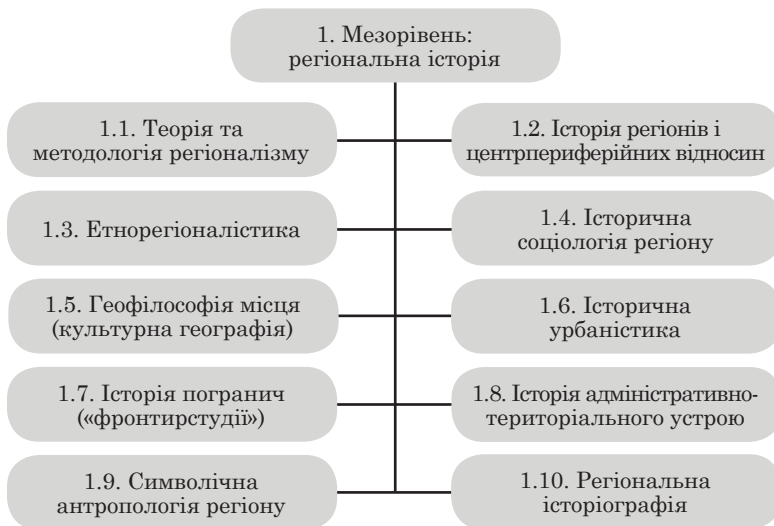 1. Мезорівень:
регіональна історія
1.1. Теорія та
методологія регіоналізму
1.2. Історія регіонів і
центрпериферійних відносин
1.3. Етнорегіоналістика
1.4. Історична
соціологія регіону
1.5. Геофілософія місця
(культурна географія)
1.6. Історична
урбаністика
1.7. Історія погранич
(«фронтирстудії»)
1.8. Історія адміністративно-
територіального устрою
1.9. Символічна
антропологія регіону
1.10. Регіональна
історіографія